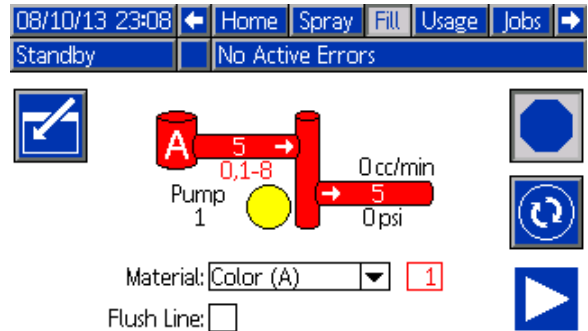 08/10/13 23:08 Home Spray Fill Usage Jobs
Standby No Active Errors
A 5
0,1-8 0 cc/min
Pump 5
1 0 psi
Material: Color (A) 1
Flush Line: